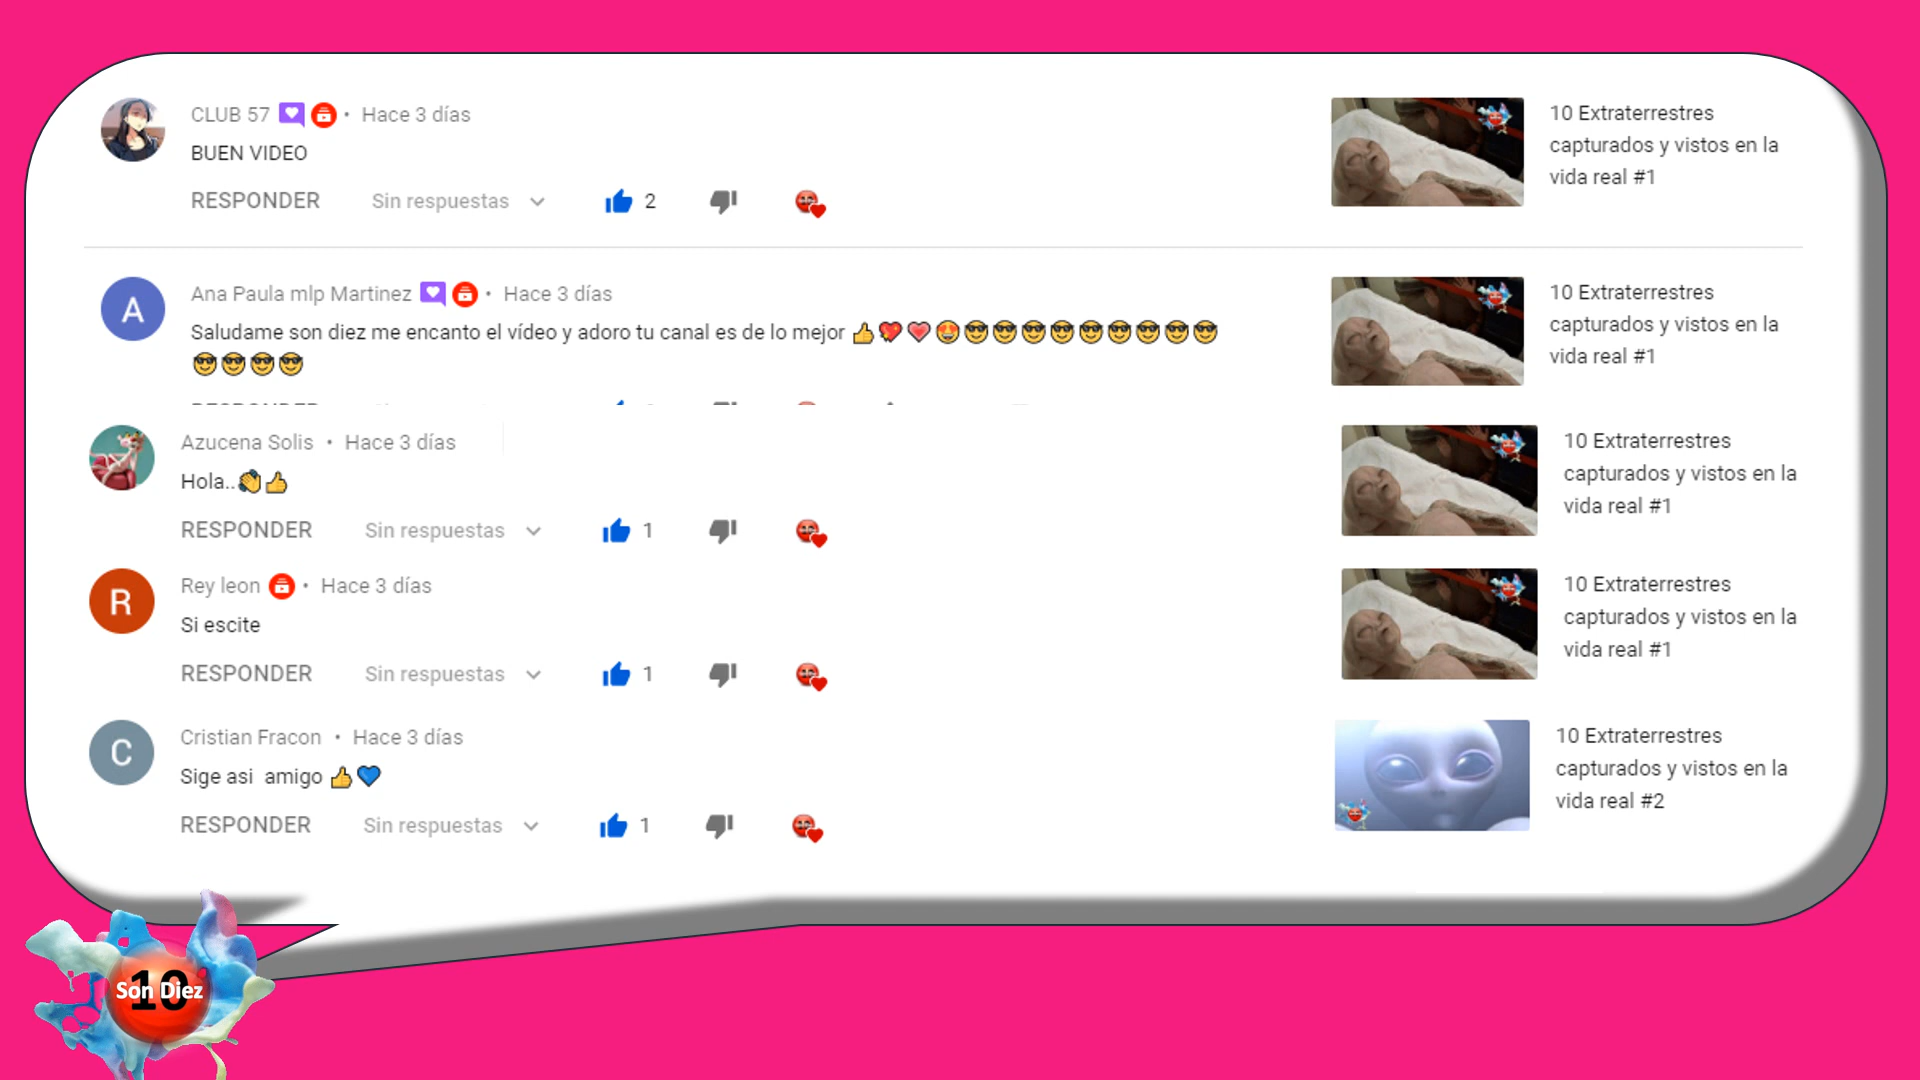 CLUB 57 • Hace 3 días
BUEN VIDEO
RESPONDER Sin respuestas 2
10 Extraterrestres
capturados y vistos en la
vida real #1
A
Ana Paula mlp Martinez • Hace 3 días
Saludame son diez me encanto el vídeo y adoro tu canal es de lo mejor 👍💖💗😍😎😎😎😎😎😎😎😎😎
😎😎😎😎
10 Extraterrestres
capturados y vistos en la
vida real #1
Azucena Solis • Hace 3 días
Hola..👏👍
RESPONDER Sin respuestas 1
10 Extraterrestres
capturados y vistos en la
vida real #1
R
Rey leon • Hace 3 días
Si escite
RESPONDER Sin respuestas 1
10 Extraterrestres
capturados y vistos en la
vida real #1
C
Cristian Fracon • Hace 3 días
Sige asi amigo 👍💙
RESPONDER Sin respuestas 1
10 Extraterrestres
capturados y vistos en la
vida real #2
10
Son Diez